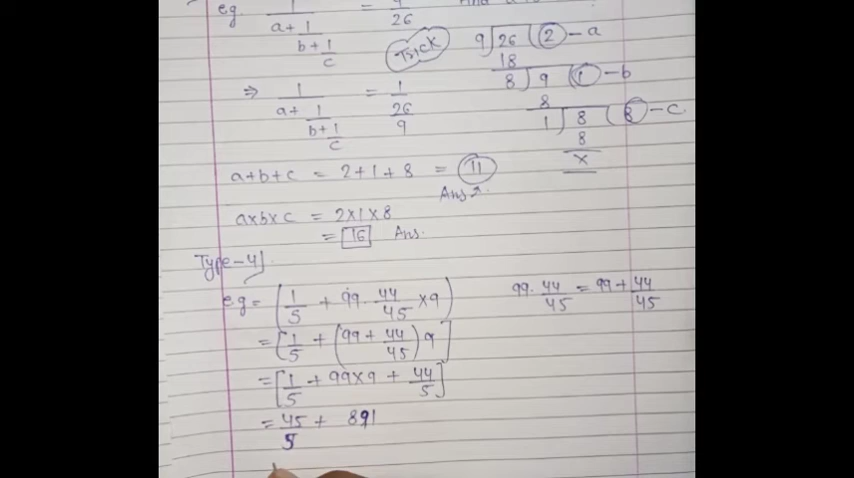 eg. 1/(a+1/(b+1/c)) = 9/26
Trick
9) 26 (2 - a
18
8) 9 (1 - b
8
1) 8 (8 - c
8
x
⇒ 1/(a+1/(b+1/c)) = 1/(26/9)
a+b+c = 2+1+8 = 11
Ans
a×b×c = 2×1×8
= 16 Ans.
Type-4
e.g = (1/5 + 99 44/45 ×9)
99 44/45 = 99 + 44/45
= [1/5 + (99 + 44/45) 9]
= [1/5 + 99×9 + 44/5]
= 45/5 + 891